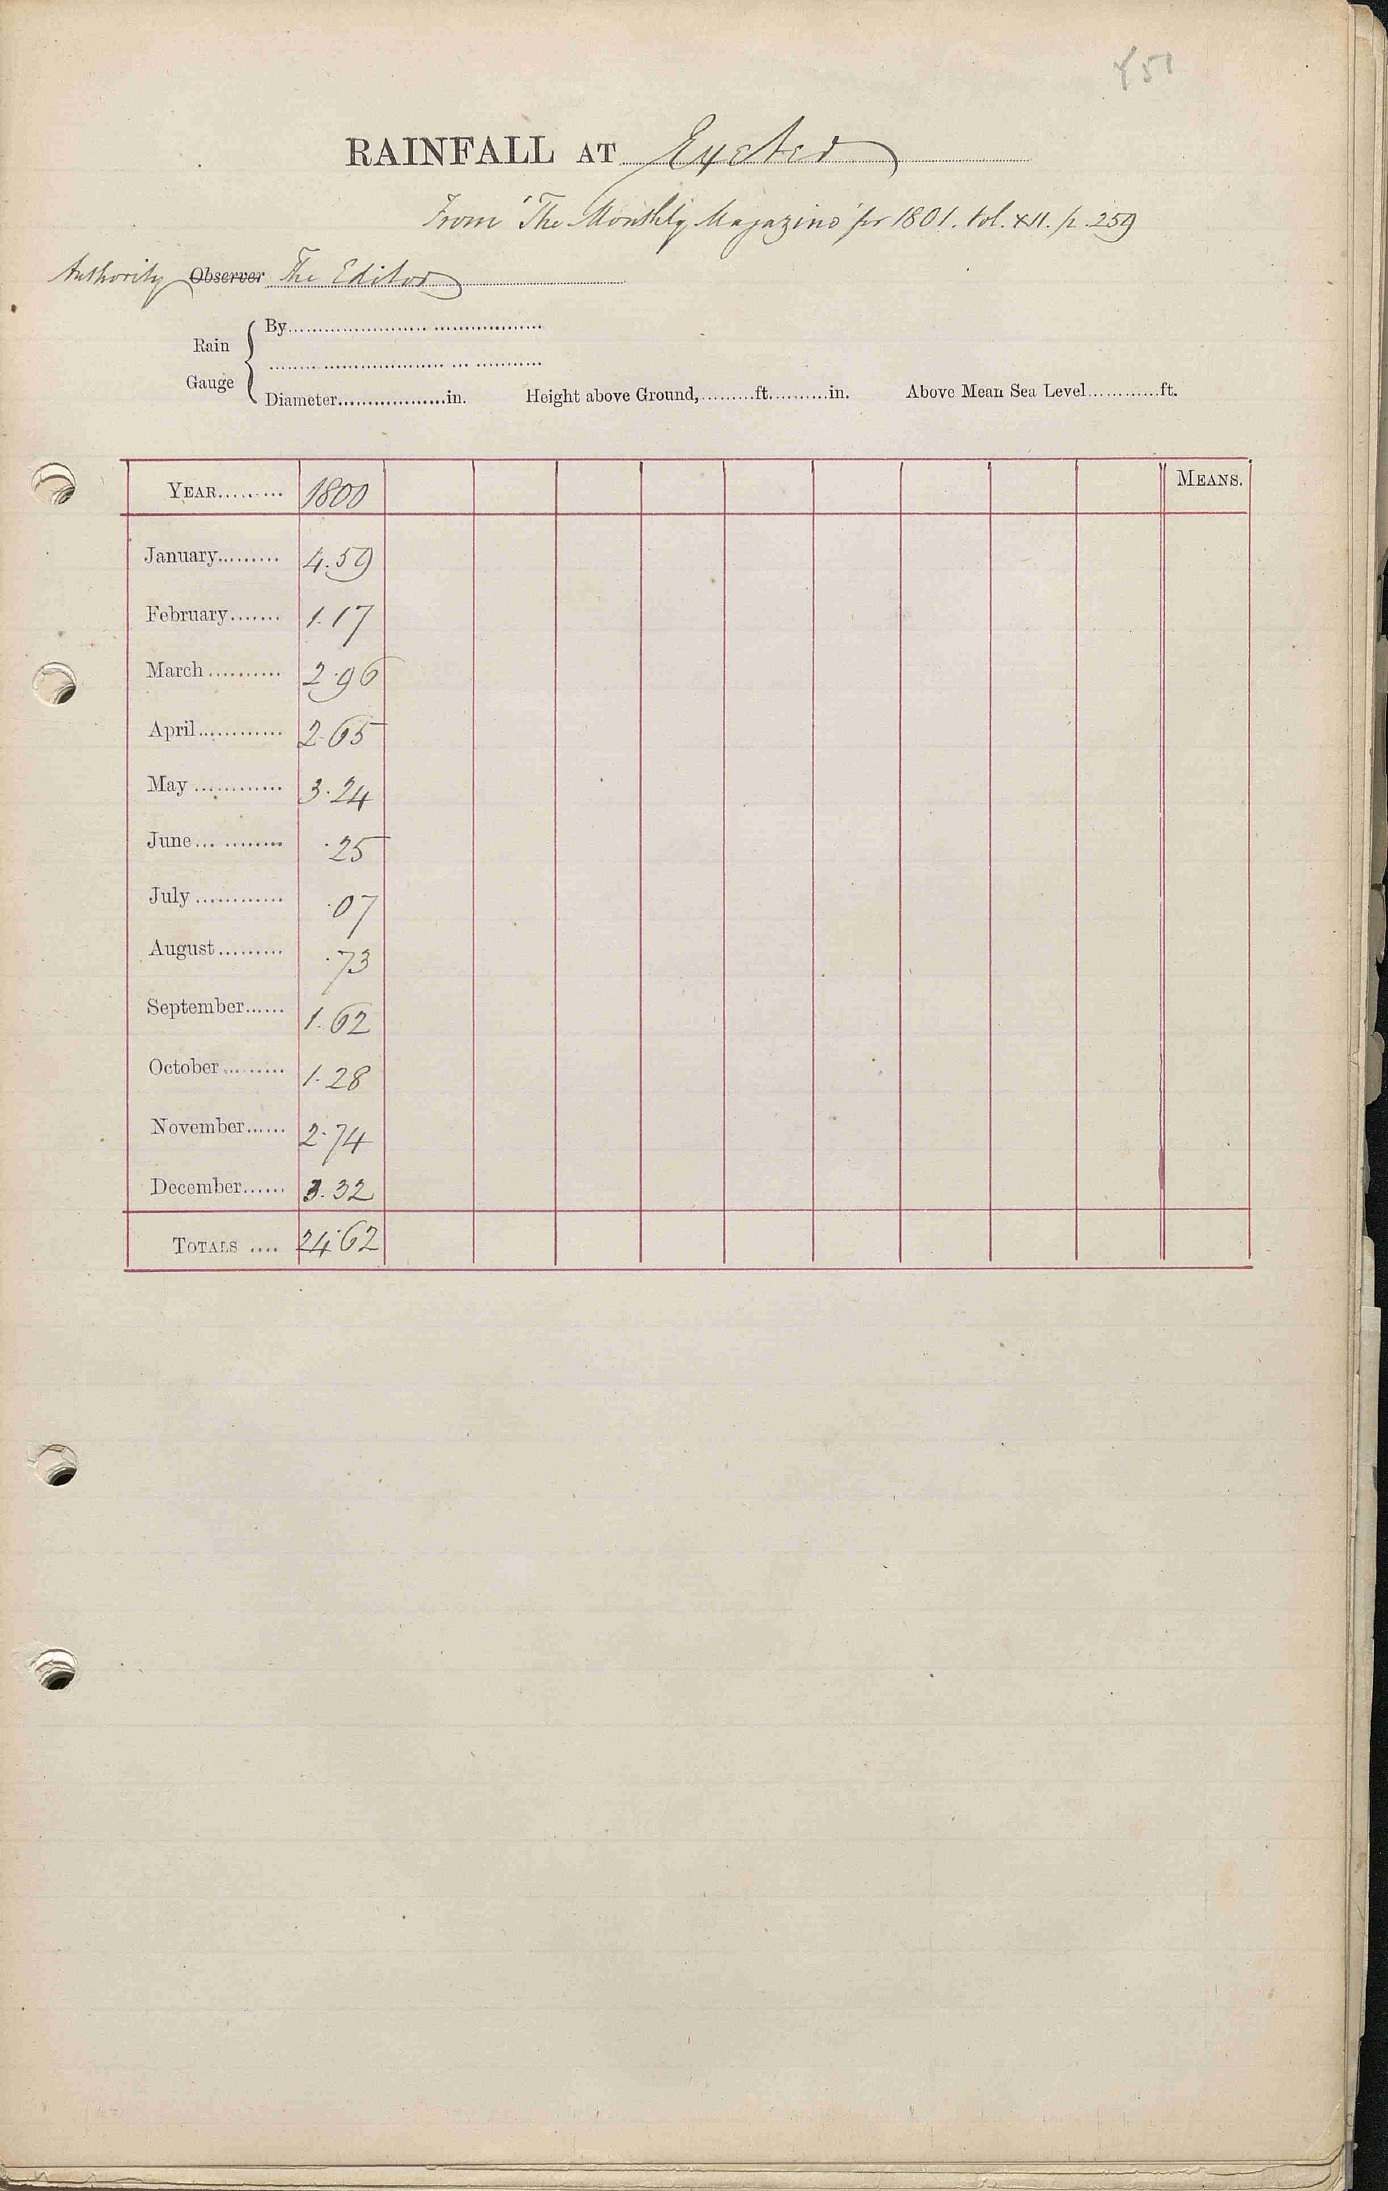 851
RAINFALL AT Exeter
From 'The Monthly Magazine' for 1801. Vol. XII. p. 259
Authority Observer The Editor
Rain Gauge { By
Diameter..................in. Height above Ground,.........ft..........in. Above Mean Sea Level............ft.
YEAR......... 1800 MEANS.
January......... 4.59
February....... 1.17
March.......... 2.96
April............ 2.65
May............ 3.24
June............ .25
July............ .07
August......... .73
September...... 1.62
October......... 1.28
November...... 2.74
December...... 3.32
TOTALS .... 24.62